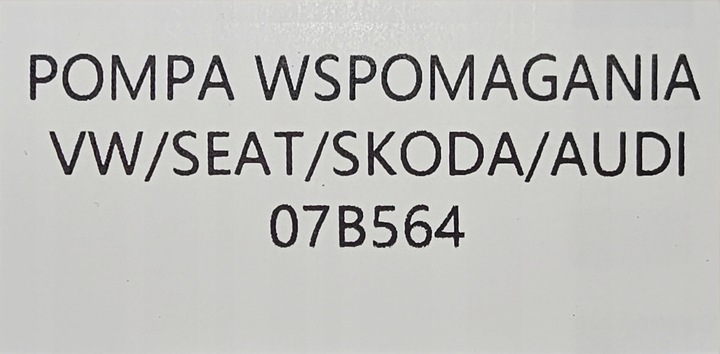 POMPA WSPOMAGANIA
VW/SEAT/SKODA/AUDI
07B564